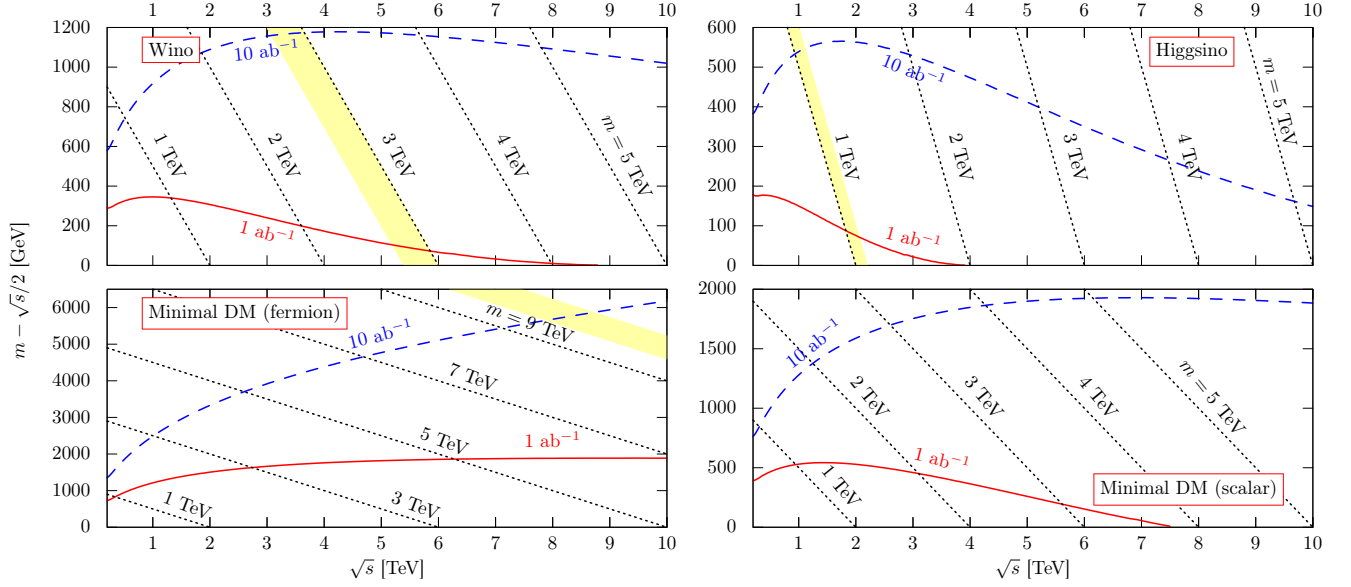 1 2 3 4 5 6 7 8 9 10
1200
1000
800
600
400
200
0
Wino
10 ab⁻¹
1 ab⁻¹
1 TeV
2 TeV
3 TeV
4 TeV
m = 5 TeV
1 2 3 4 5 6 7 8 9 10
600
500
400
300
200
100
0
Higgsino
10 ab⁻¹
1 ab⁻¹
1 TeV
2 TeV
3 TeV
4 TeV
m = 5 TeV
m − √s/2 [GeV]
6000
5000
4000
3000
2000
1000
0
Minimal DM (fermion)
10 ab⁻¹
m = 9 TeV
7 TeV
5 TeV
1 ab⁻¹
3 TeV
1 TeV
1 2 3 4 5 6 7 8 9 10
√s [TeV]
2000
1500
1000
500
0
10 ab⁻¹
2 TeV
3 TeV
4 TeV
m = 5 TeV
1 ab⁻¹
1 TeV
Minimal DM (scalar)
1 2 3 4 5 6 7 8 9 10
√s [TeV]